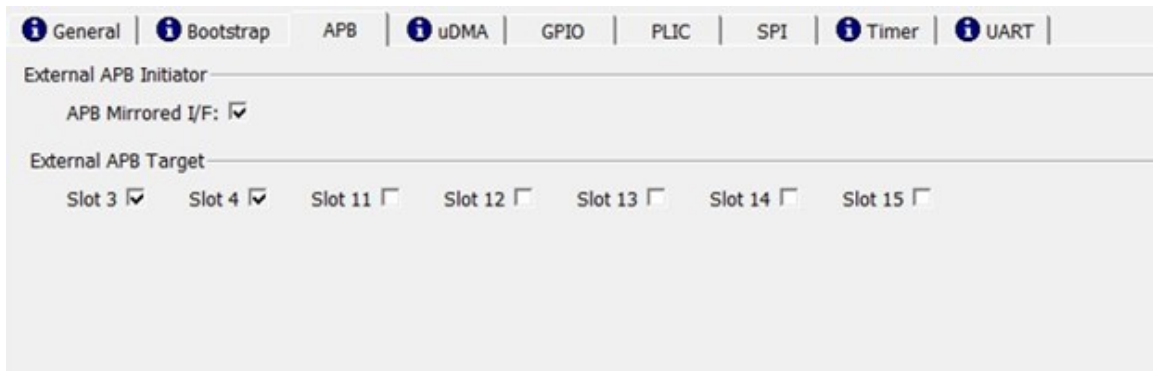 General Bootstrap APB uDMA GPIO PLIC SPI Timer UART
External APB Initiator
APB Mirrored I/F:
External APB Target
Slot 3 Slot 4 Slot 11 Slot 12 Slot 13 Slot 14 Slot 15